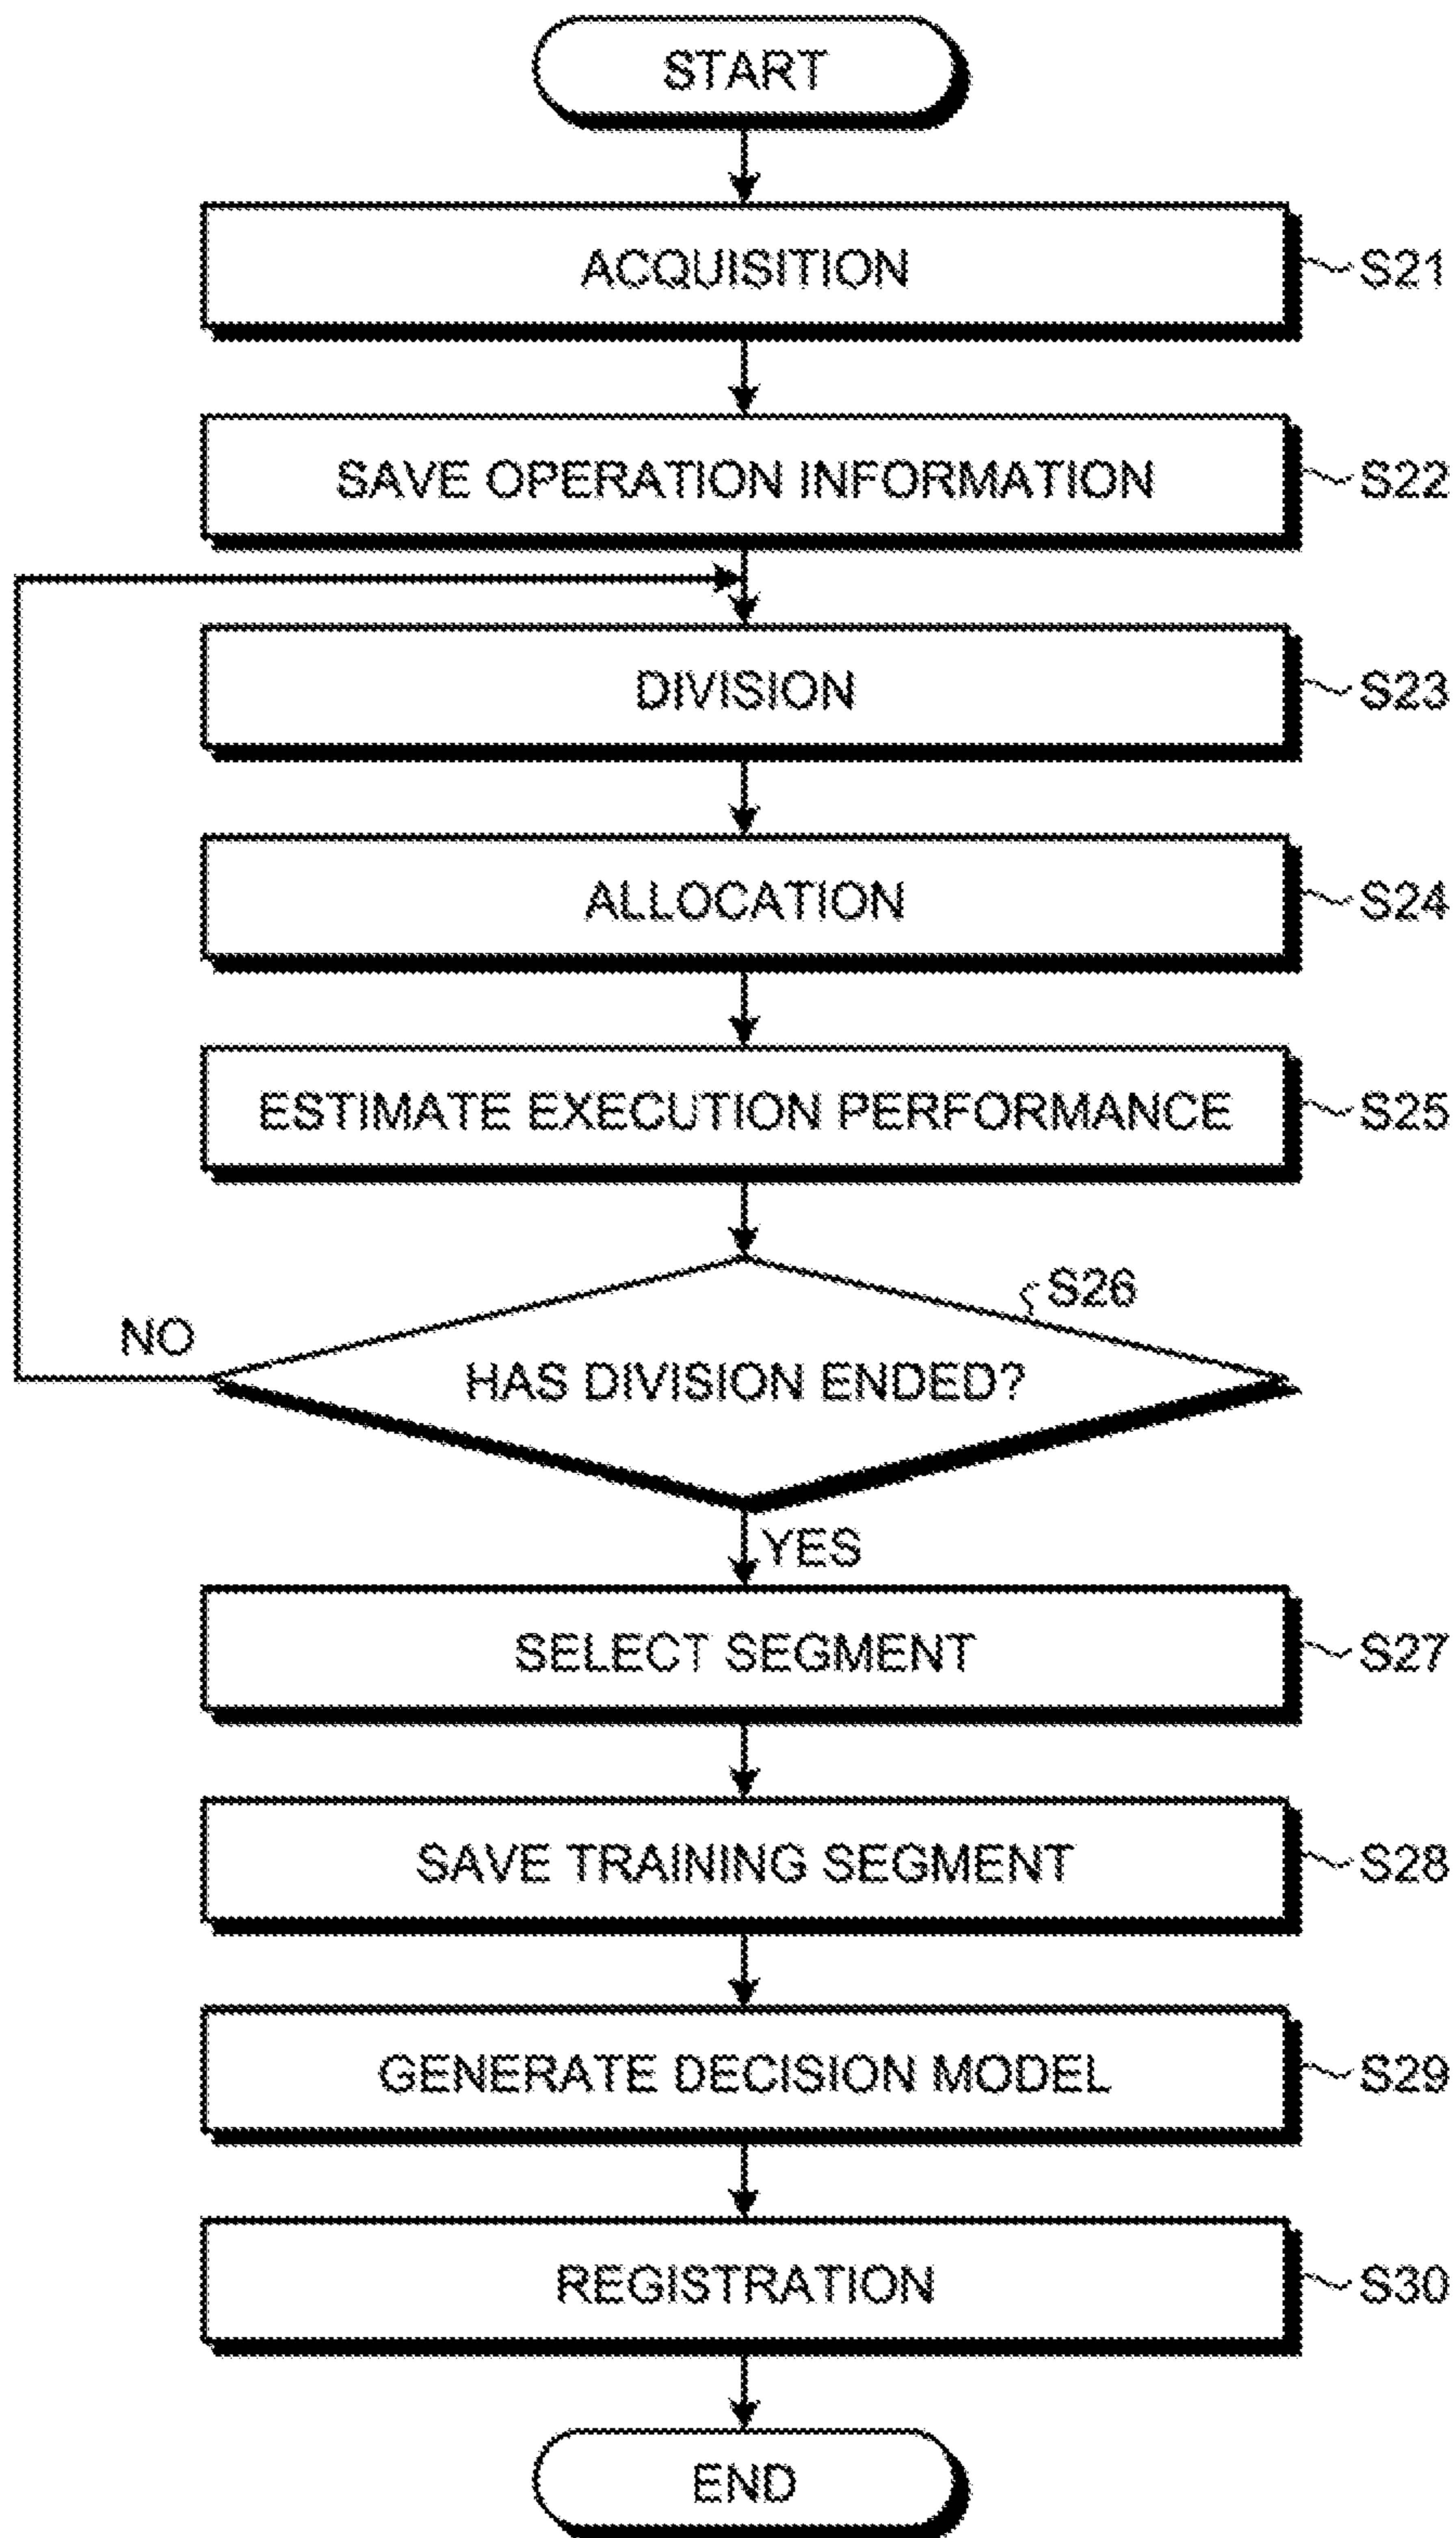 START
ACQUISITION
S21
SAVE OPERATION INFORMATION
S22
DIVISION
S23
ALLOCATION
S24
ESTIMATE EXECUTION PERFORMANCE
S25
S26
NO
HAS DIVISION ENDED?
YES
SELECT SEGMENT
S27
SAVE TRAINING SEGMENT
S28
GENERATE DECISION MODEL
S29
REGISTRATION
S30
END